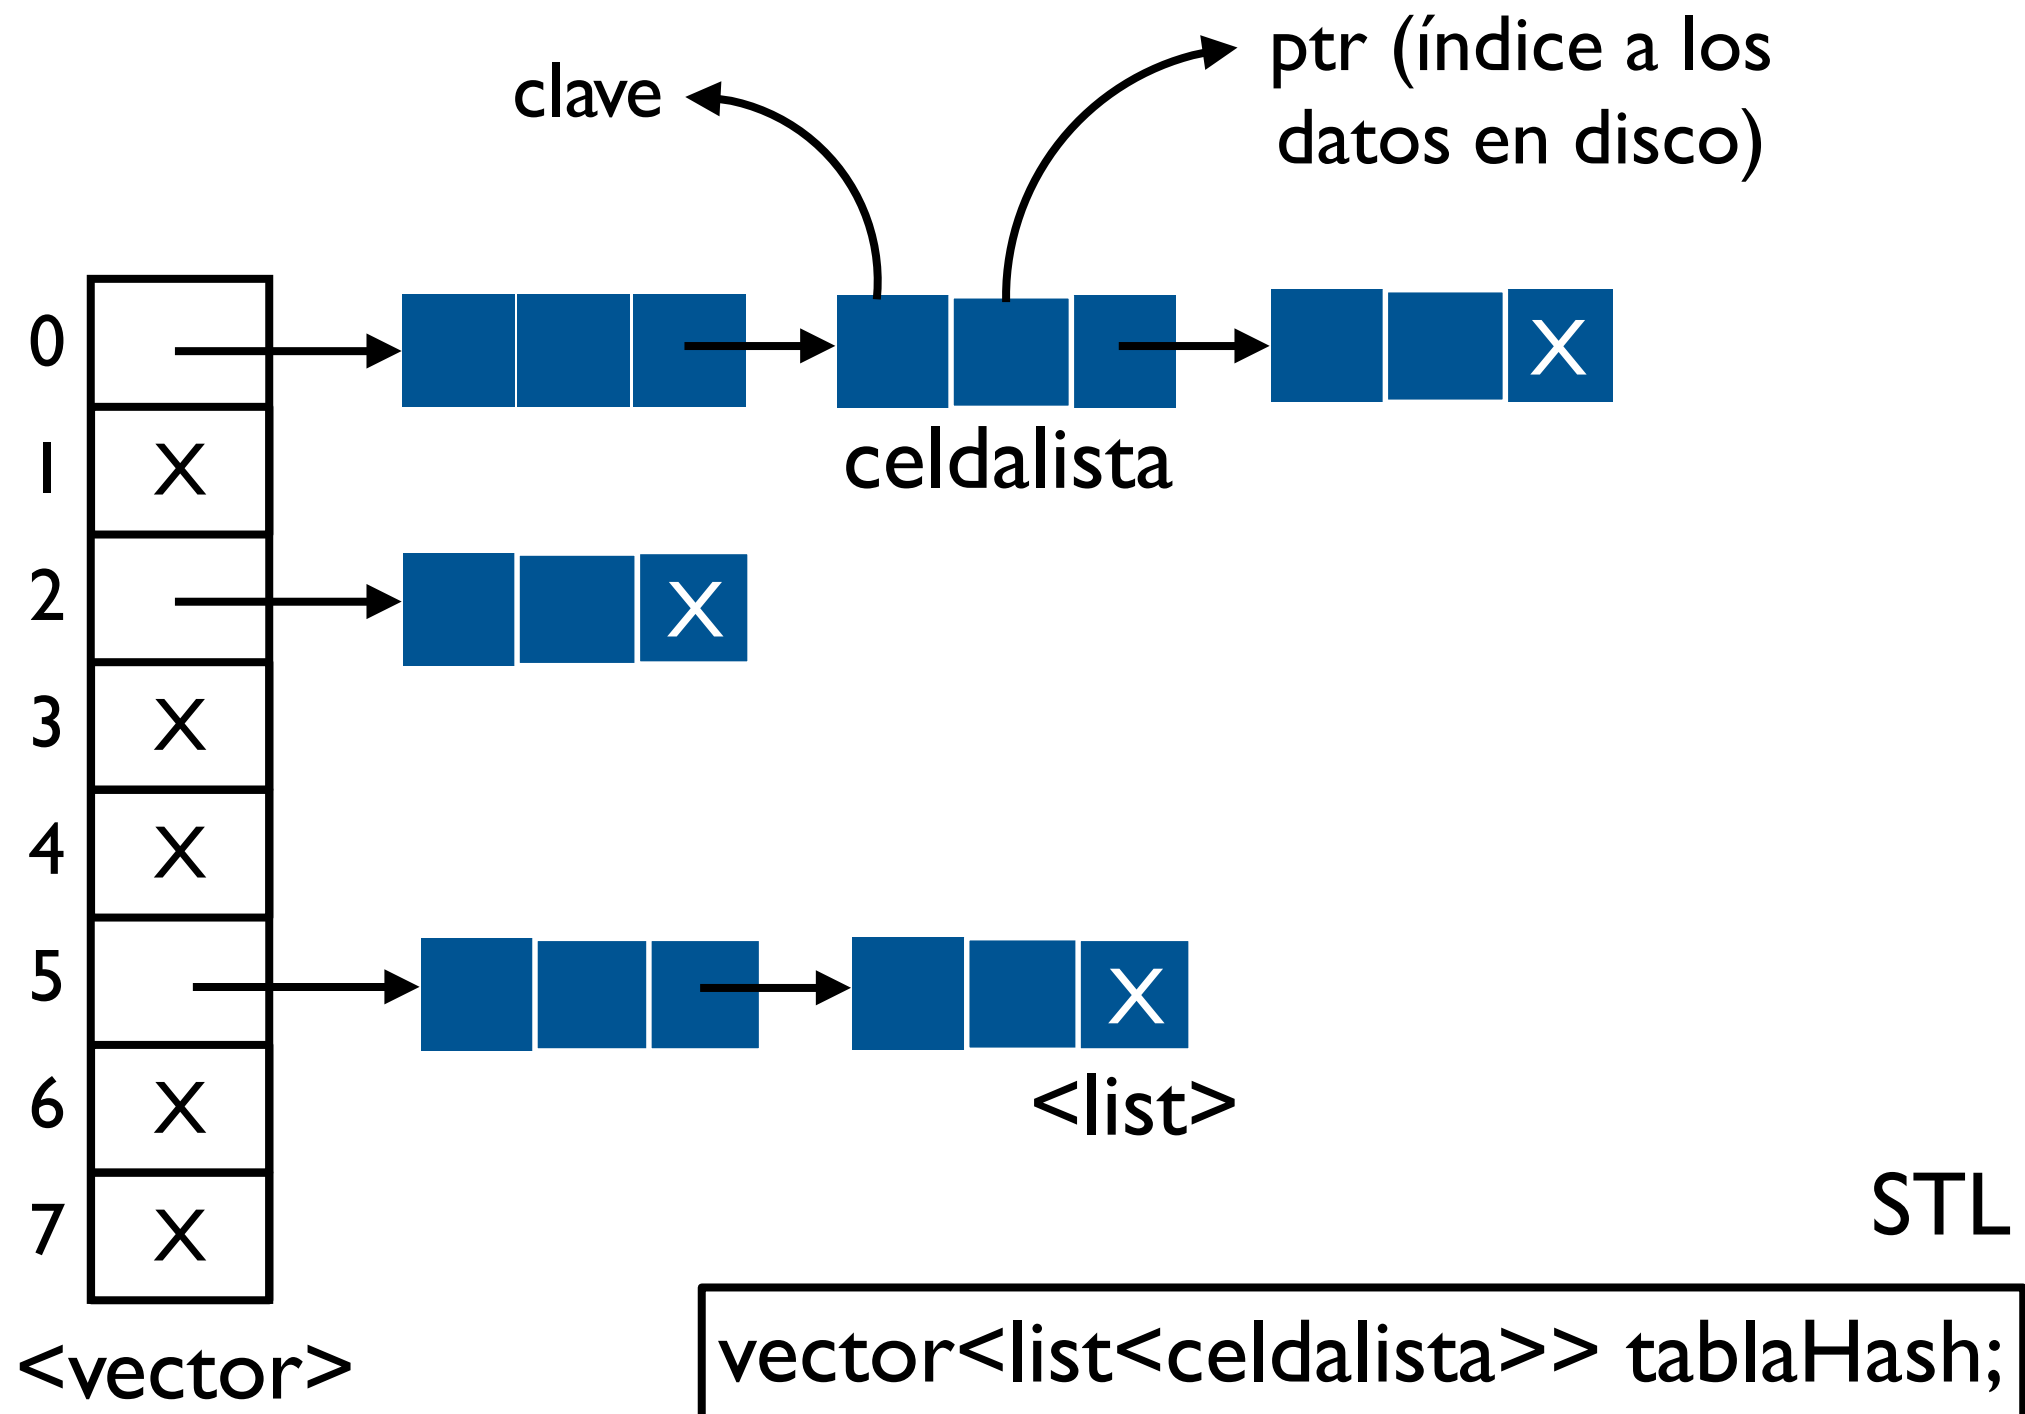 clave
ptr (índice a los
datos en disco)
0
X
celdalista
1
X
2
X
3
X
4
X
5
X
<list>
6
X
7
X
STL
<vector>
vector<list<celdalista>> tablaHash;